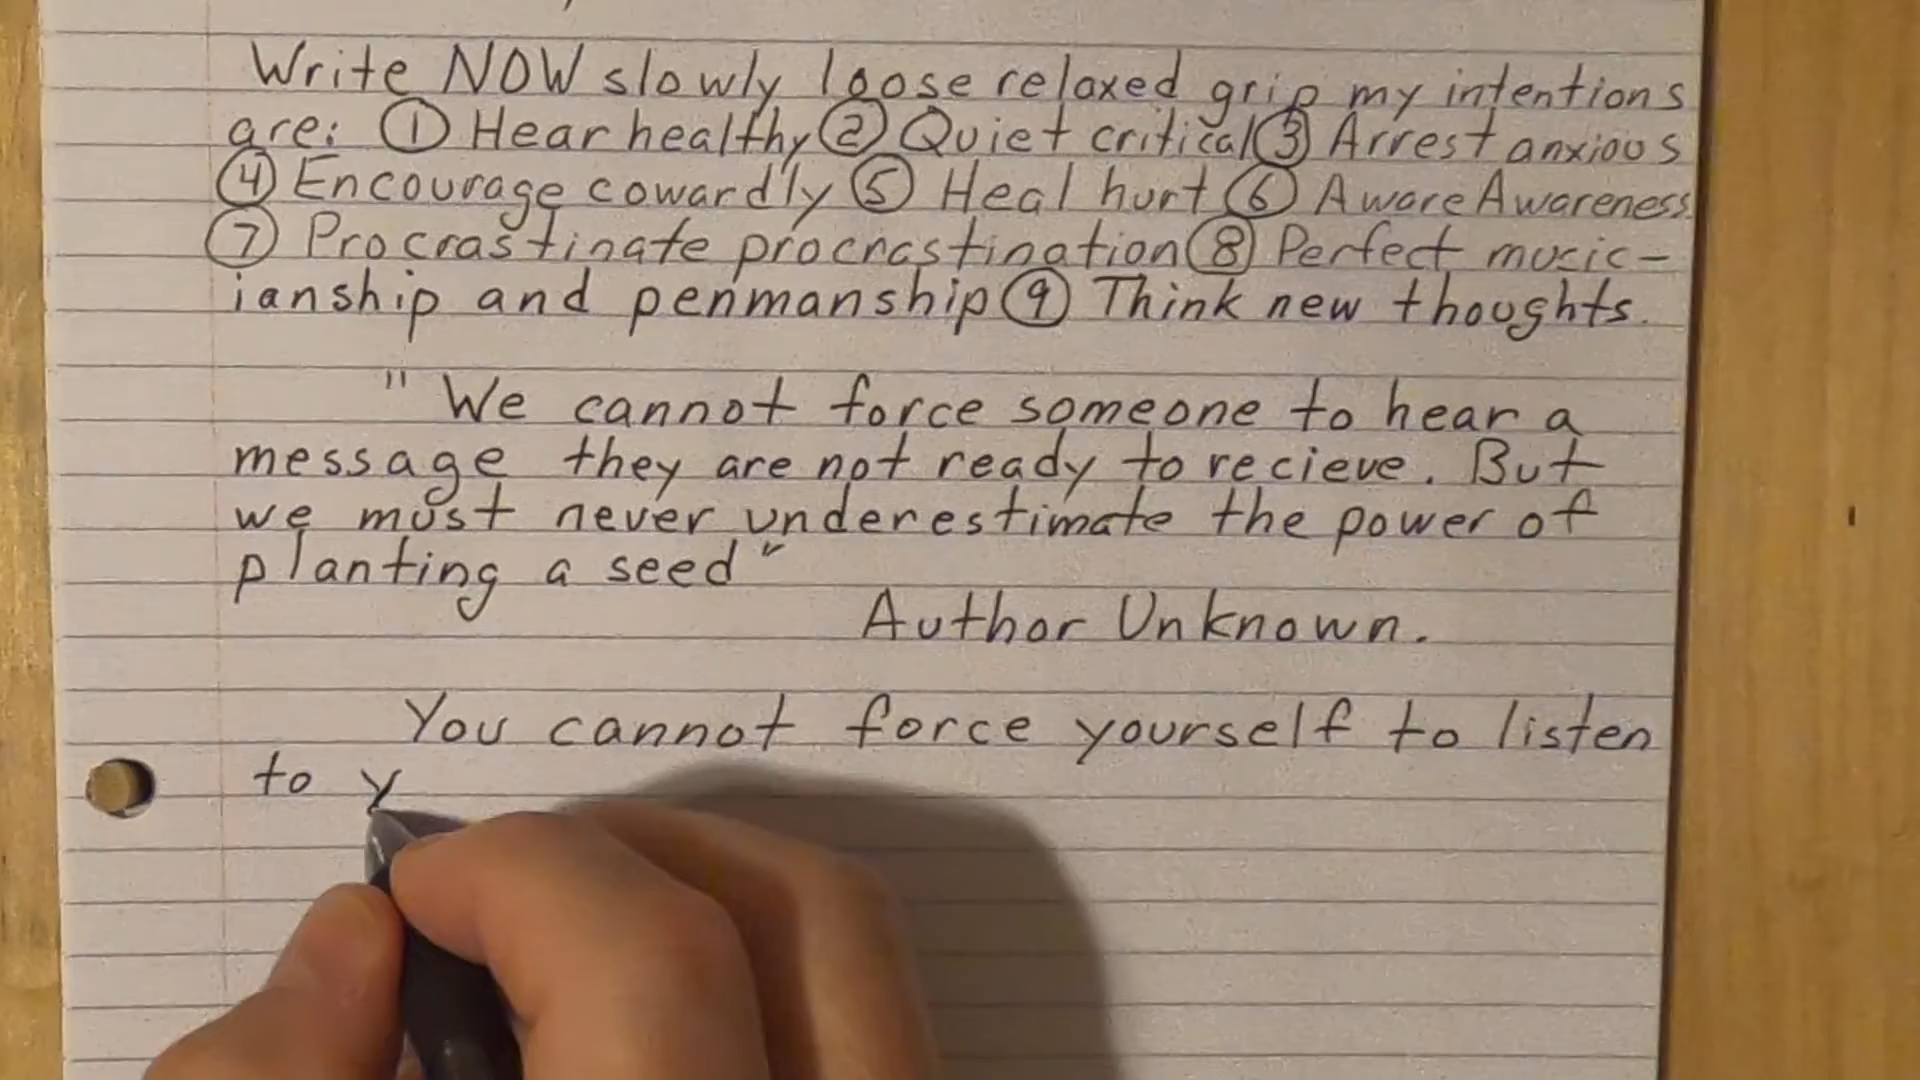 Write NOW slowly loose relaxed grip my intentions
are: ① Hear healthy ② Quiet critical ③ Arrest anxious
④ Encourage cowardly ⑤ Heal hurt ⑥ Aware Awareness
⑦ Procrastinate procrastination ⑧ Perfect music-
ianship and penmanship ⑨ Think new thoughts.
"We cannot force someone to hear a
message they are not ready to recieve. But
we must never underestimate the power of
planting a seed"
Author Unknown.
You cannot force yourself to listen
to y